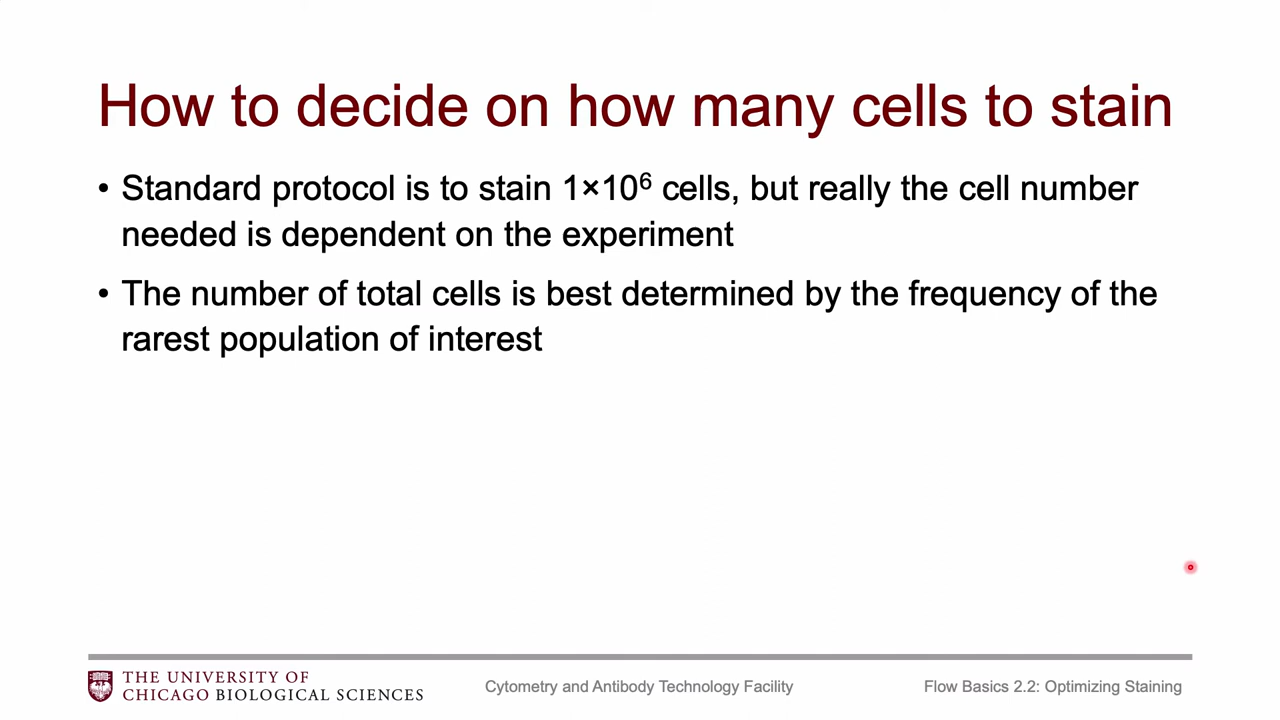 How to decide on how many cells to stain
• Standard protocol is to stain 1×10⁶ cells, but really the cell number
needed is dependent on the experiment
• The number of total cells is best determined by the frequency of the
rarest population of interest
THE UNIVERSITY OF
CHICAGO BIOLOGICAL SCIENCES
Cytometry and Antibody Technology Facility
Flow Basics 2.2: Optimizing Staining